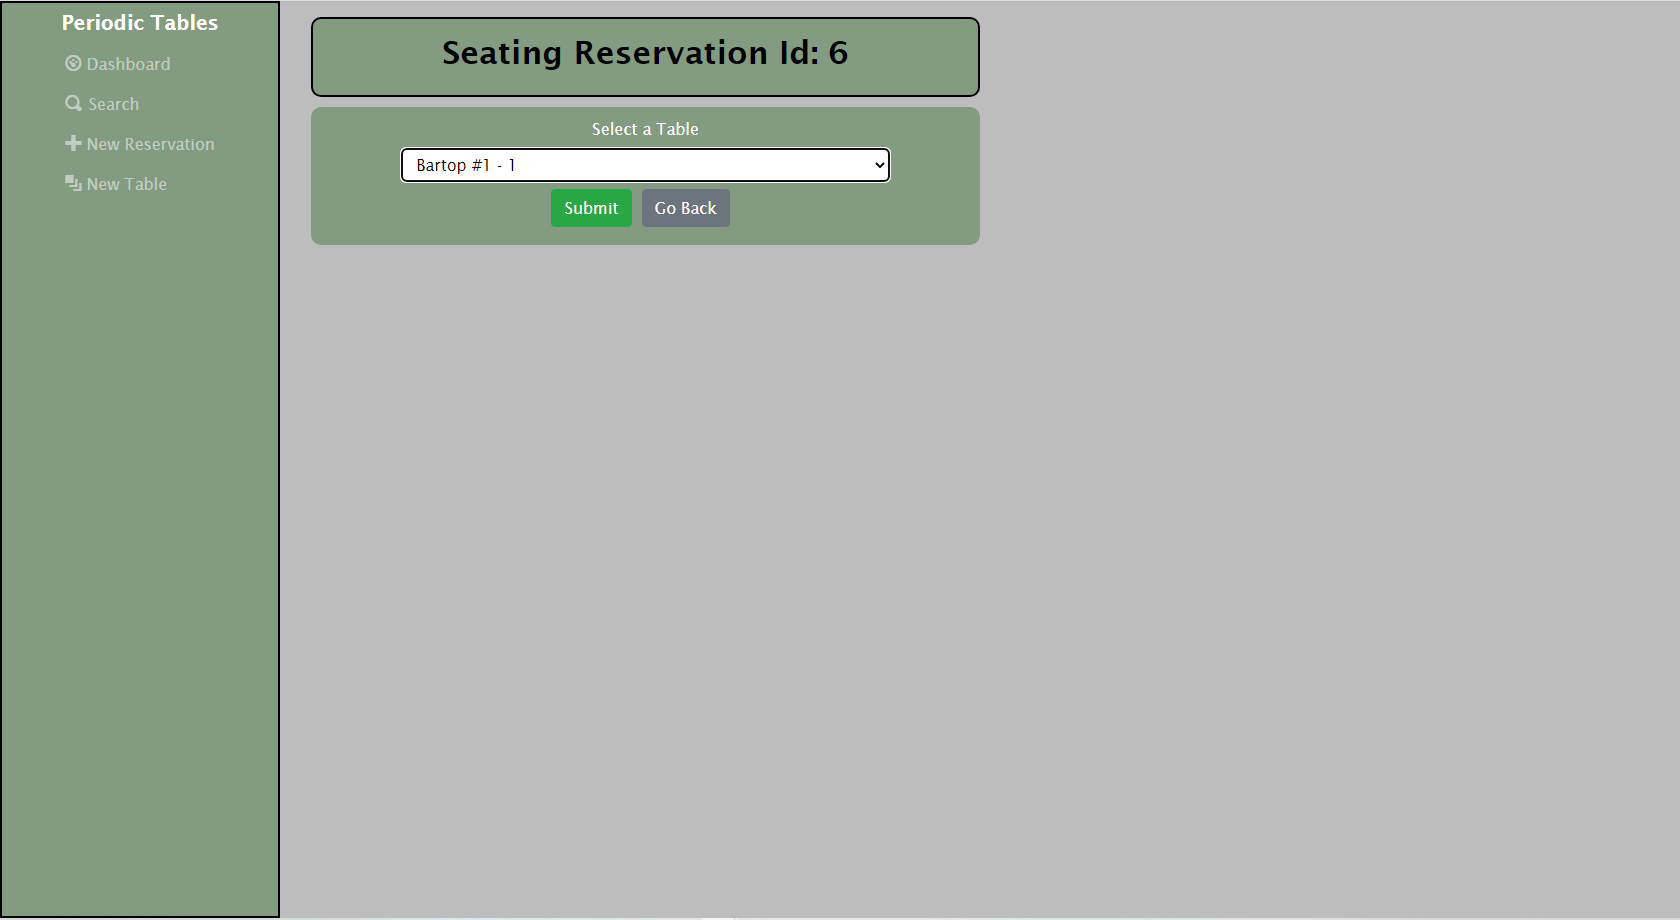 Periodic Tables
Dashboard
Search
New Reservation
New Table
Seating Reservation Id: 6
Select a Table
Bartop #1 - 1
Submit Go Back